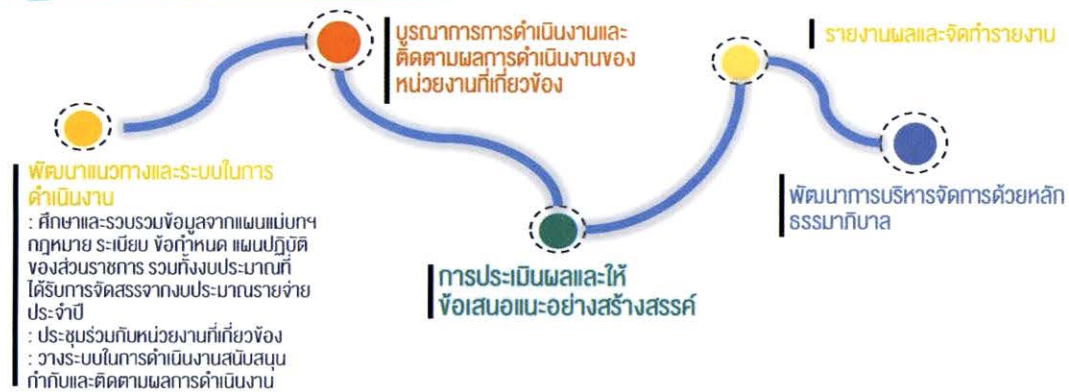 พัฒนาแนวทางและระบบในการ
ดำเนินงาน
: ศึกษาและรวบรวมข้อมูลจากแผนแม่บทฯ
กฎหมาย ระเบียบ ข้อกำหนด แผนปฏิบัติ
ของส่วนราชการ รวมทั้งงบประมาณที่
ได้รับการจัดสรรจากงบประมาณรายจ่าย
ประจำปี
: ประชุมร่วมกับหน่วยงานที่เกี่ยวข้อง
: วางระบบในการดำเนินงานสนับสนุน
กำกับและติดตามผลการดำเนินงาน
บูรณาการการดำเนินงานและ
ติดตามผลการดำเนินงานของ
หน่วยงานที่เกี่ยวข้อง
การประเมินผลและให้
ข้อเสนอแนะอย่างสร้างสรรค์
รายงานผลและจัดทำรายงาน
พัฒนาการบริหารจัดการด้วยหลัก
ธรรมาภิบาล